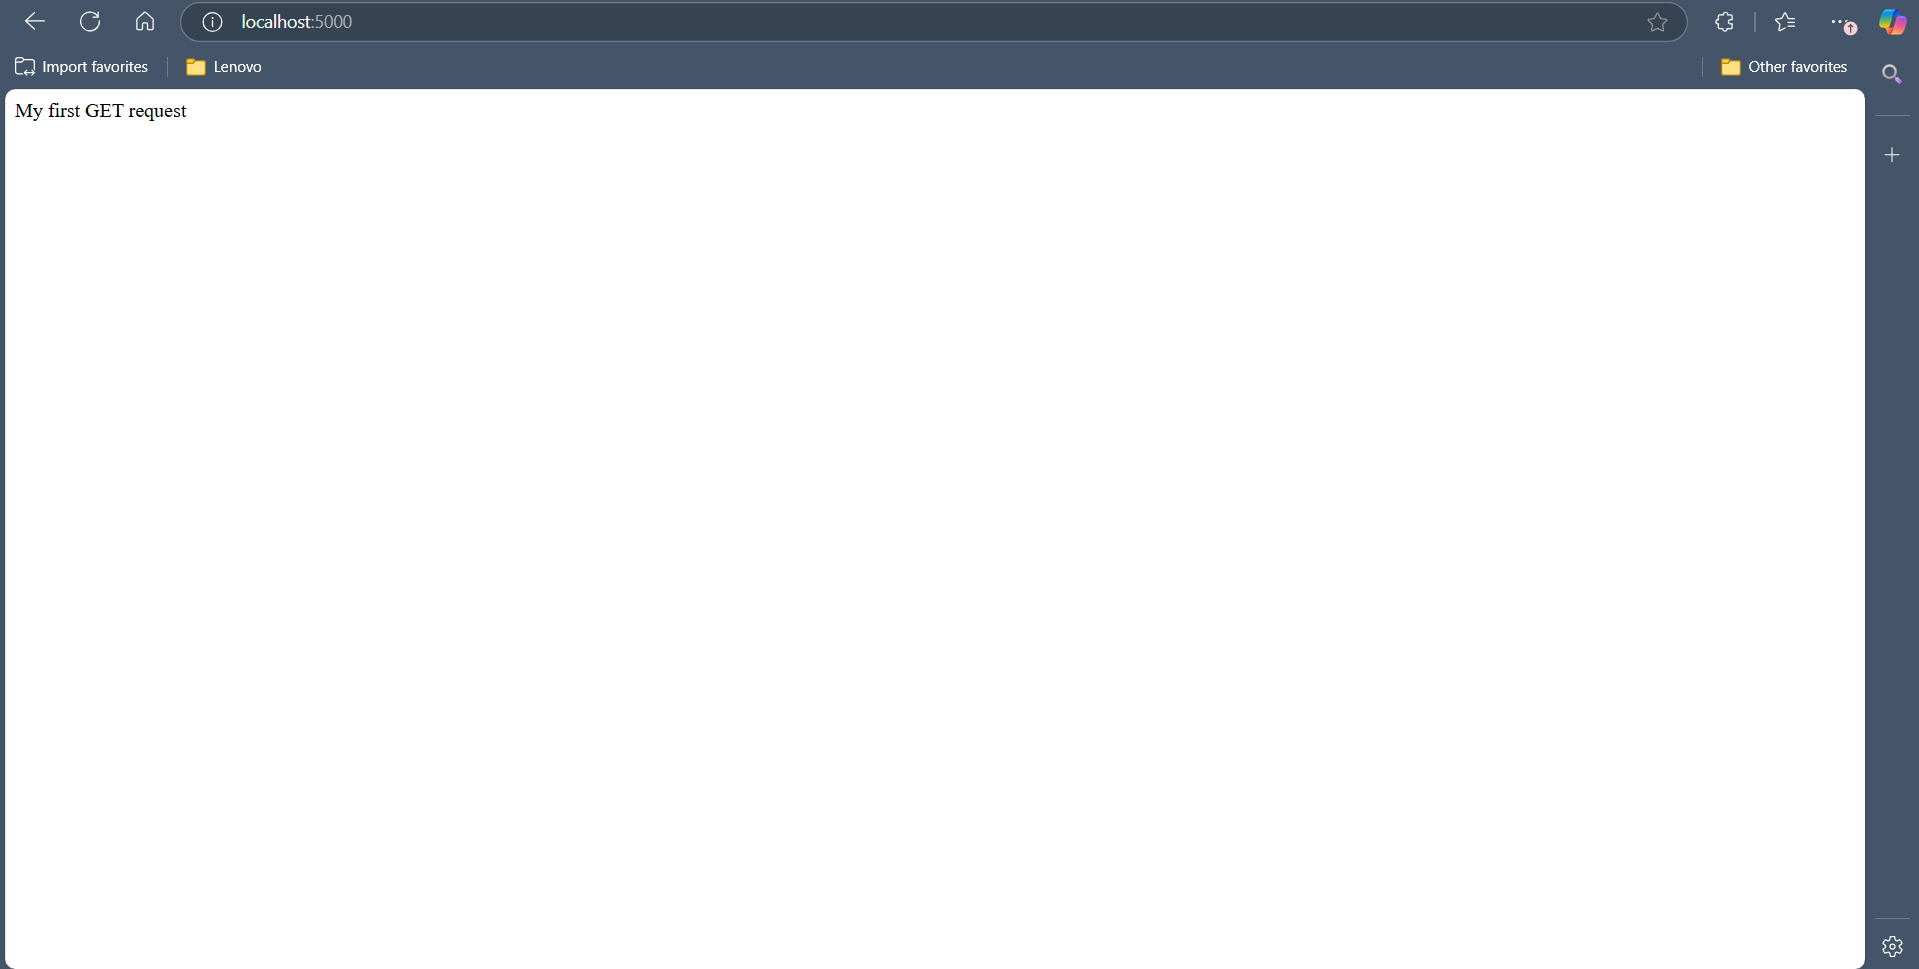 localhost:5000
Import favorites
Lenovo
Other favorites
My first GET request